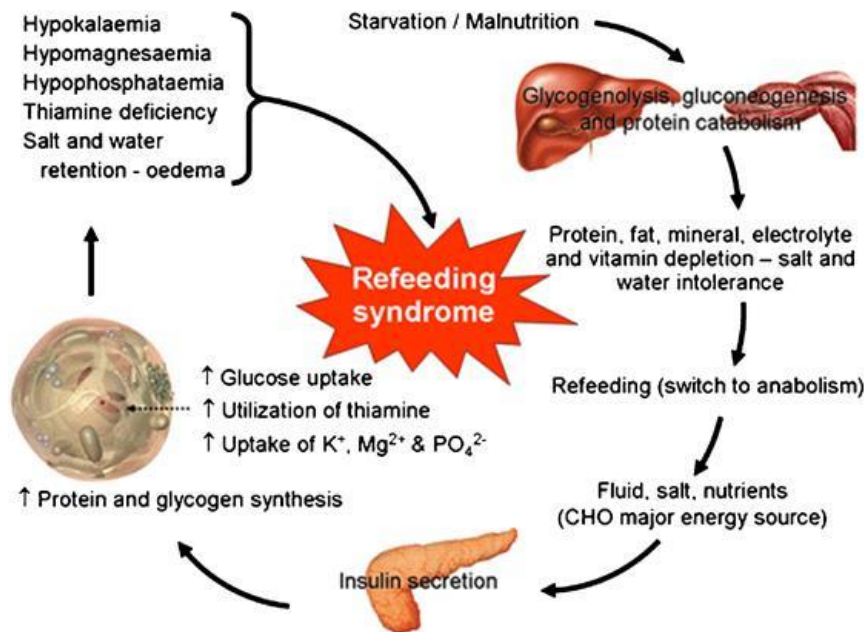 Starvation / Malnutrition
Glycogenolysis, gluconeogenesis
and protein catabolism
Protein, fat, mineral, electrolyte
and vitamin depletion – salt and
water intolerance
Refeeding (switch to anabolism)
Fluid, salt, nutrients
(CHO major energy source)
Insulin secretion
↑ Protein and glycogen synthesis
↑ Glucose uptake
↑ Utilization of thiamine
↑ Uptake of K⁺, Mg²⁺ & PO₄²⁻
Hypokalaemia
Hypomagnesaemia
Hypophosphataemia
Thiamine deficiency
Salt and water
retention - oedema
Refeeding
syndrome